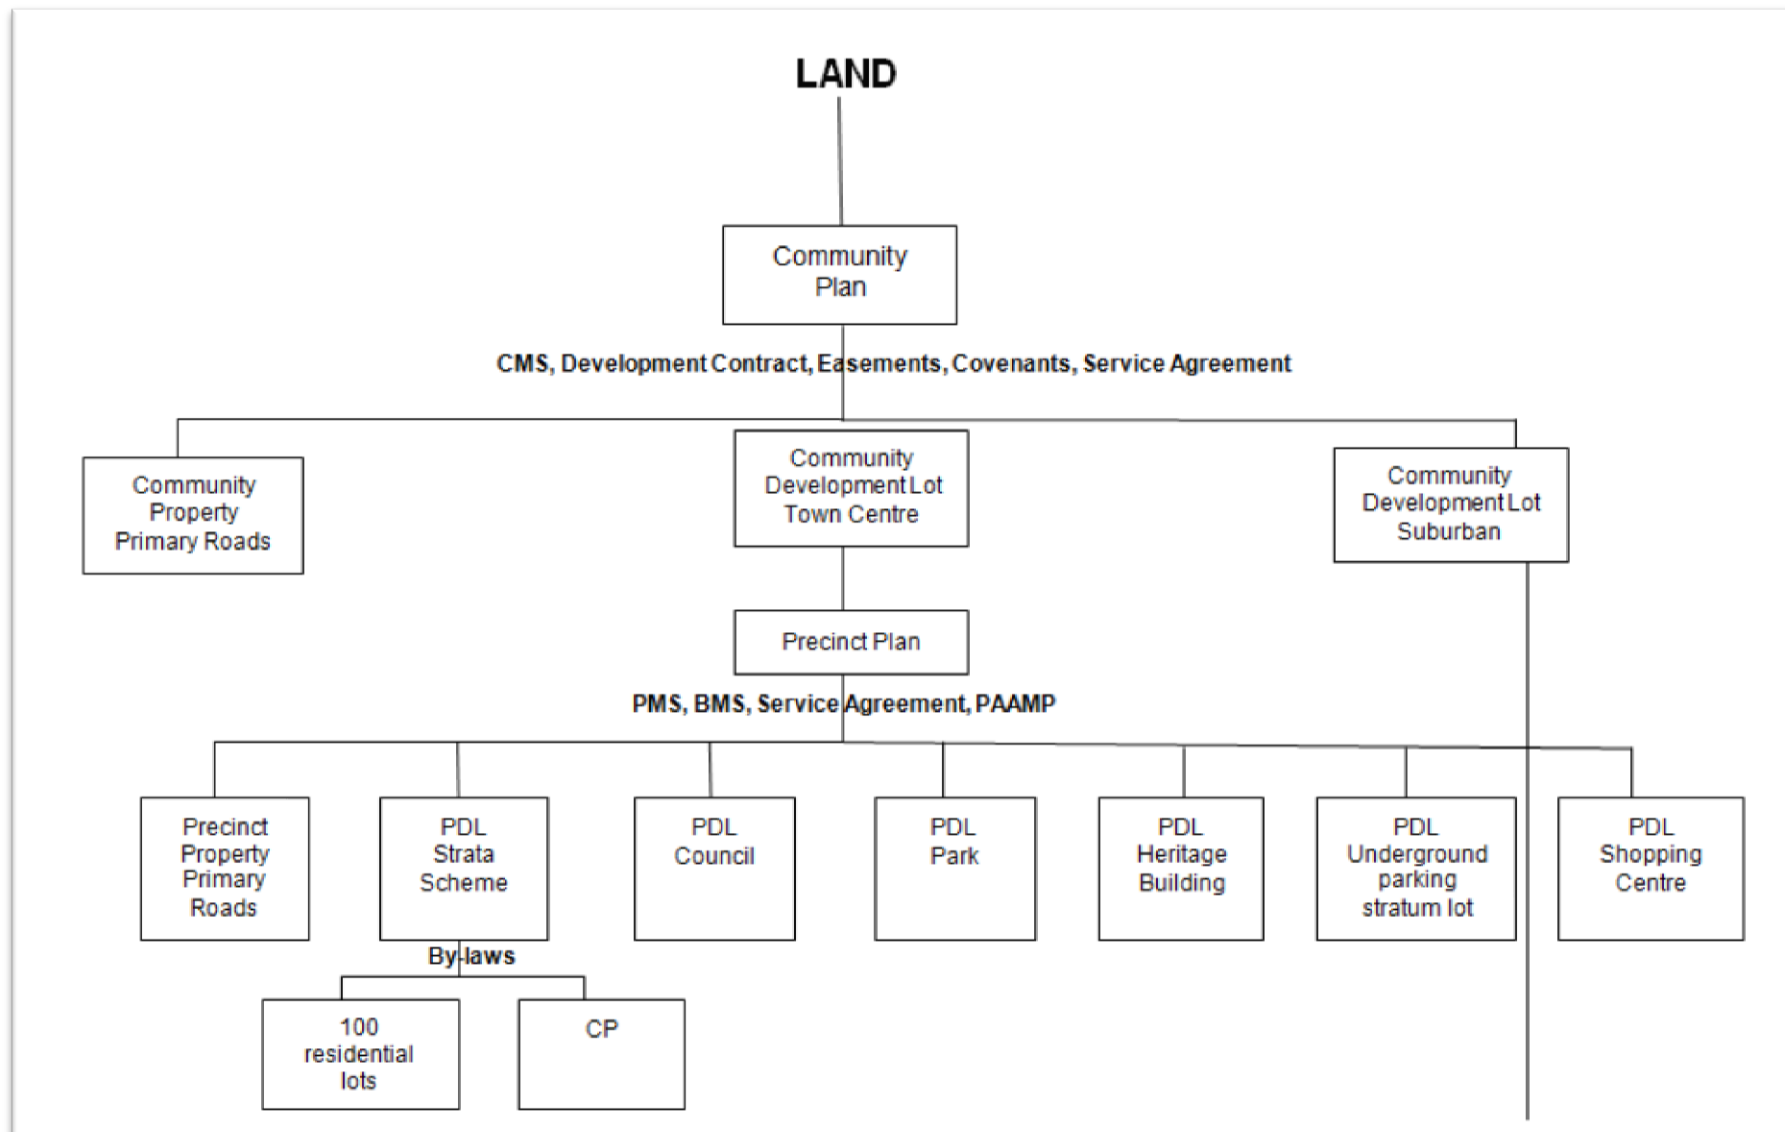 LAND
Community
Plan
CMS, Development Contract, Easements, Covenants, Service Agreement
Community
Property
Primary Roads
Community
Development Lot
Town Centre
Community
Development Lot
Suburban
Precinct Plan
PMS, BMS, Service Agreement, PAAMP
Precinct
Property
Primary
Roads
PDL
Strata
Scheme
PDL
Council
PDL
Park
PDL
Heritage
Building
PDL
Underground
parking
stratum lot
PDL
Shopping
Centre
By-laws
100
residential
lots
CP